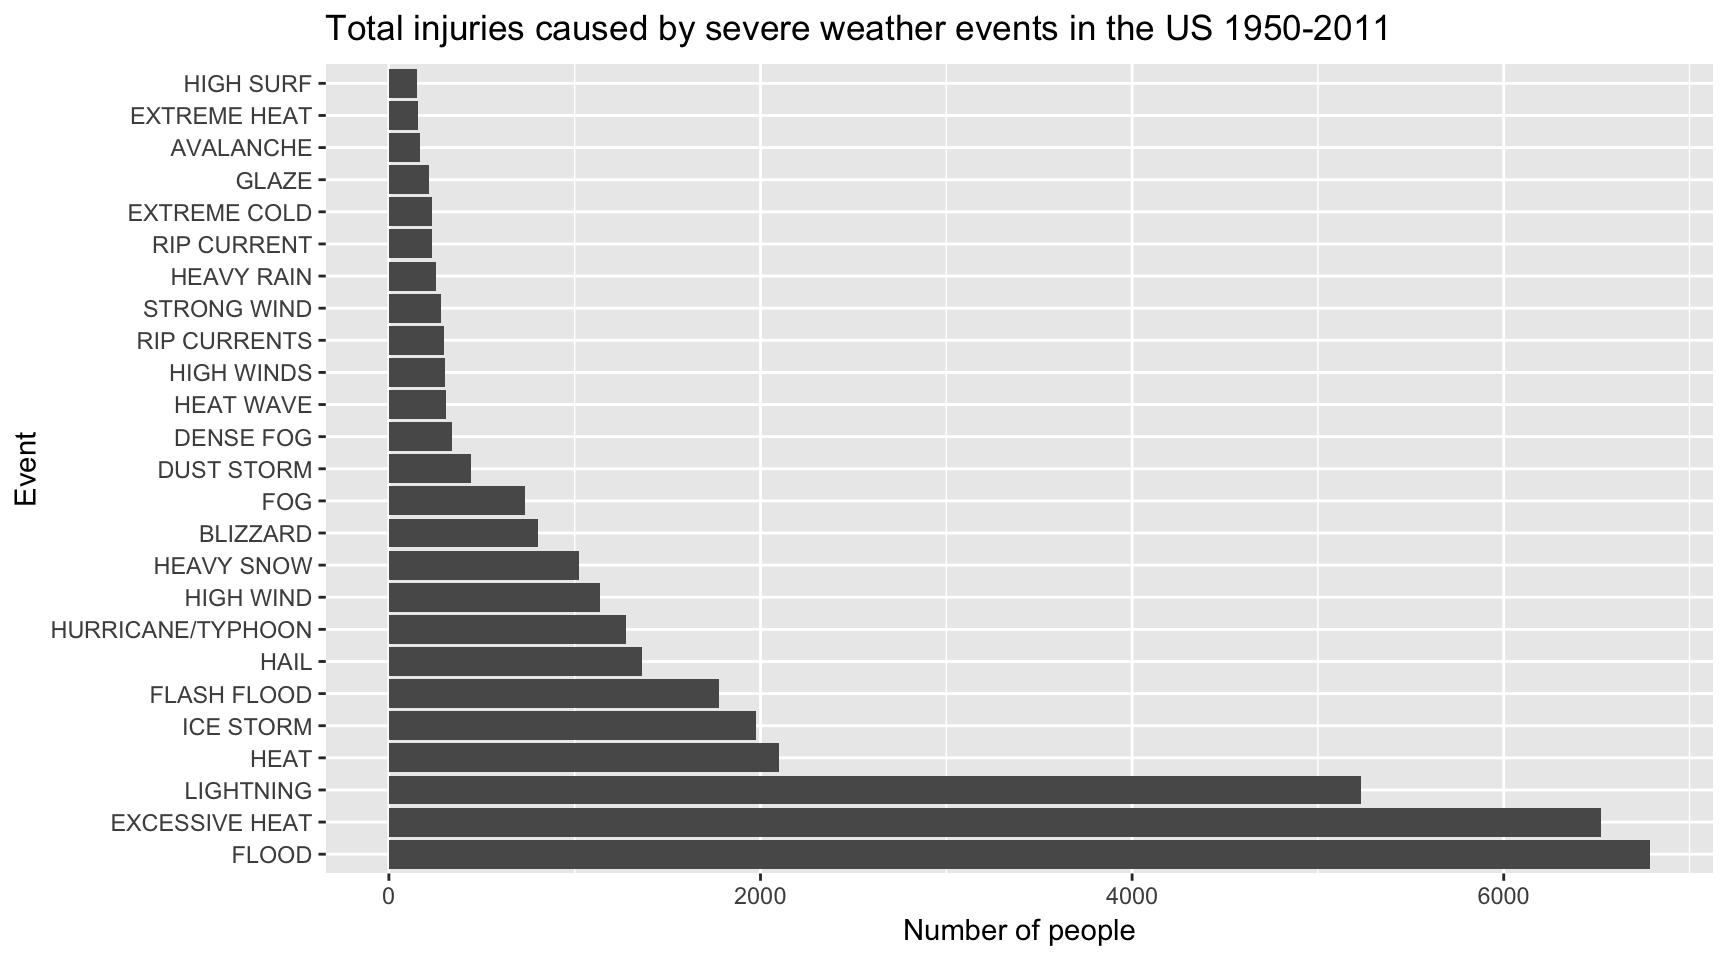 Total injuries caused by severe weather events in the US 1950-2011
HIGH SURF
EXTREME HEAT
AVALANCHE
GLAZE
EXTREME COLD
RIP CURRENT
HEAVY RAIN
STRONG WIND
RIP CURRENTS
HIGH WINDS
HEAT WAVE
DENSE FOG
DUST STORM
FOG
BLIZZARD
HEAVY SNOW
HIGH WIND
HURRICANE/TYPHOON
HAIL
FLASH FLOOD
ICE STORM
HEAT
LIGHTNING
EXCESSIVE HEAT
FLOOD
Event
0 2000 4000 6000
Number of people